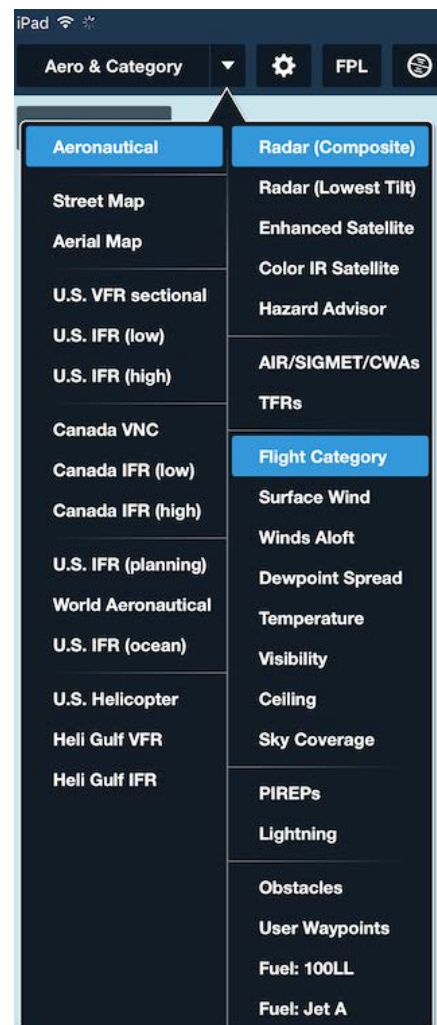 iPad
Aero & Category
FPL
Aeronautical
Street Map
Aerial Map
U.S. VFR sectional
U.S. IFR (low)
U.S. IFR (high)
Canada VNC
Canada IFR (low)
Canada IFR (high)
U.S. IFR (planning)
World Aeronautical
U.S. IFR (ocean)
U.S. Helicopter
Heli Gulf VFR
Heli Gulf IFR
Radar (Composite)
Radar (Lowest Tilt)
Enhanced Satellite
Color IR Satellite
Hazard Advisor
AIR/SIGMET/CWAs
TFRs
Flight Category
Surface Wind
Winds Aloft
Dewpoint Spread
Temperature
Visibility
Ceiling
Sky Coverage
PIREPs
Lightning
Obstacles
User Waypoints
Fuel: 100LL
Fuel: Jet A